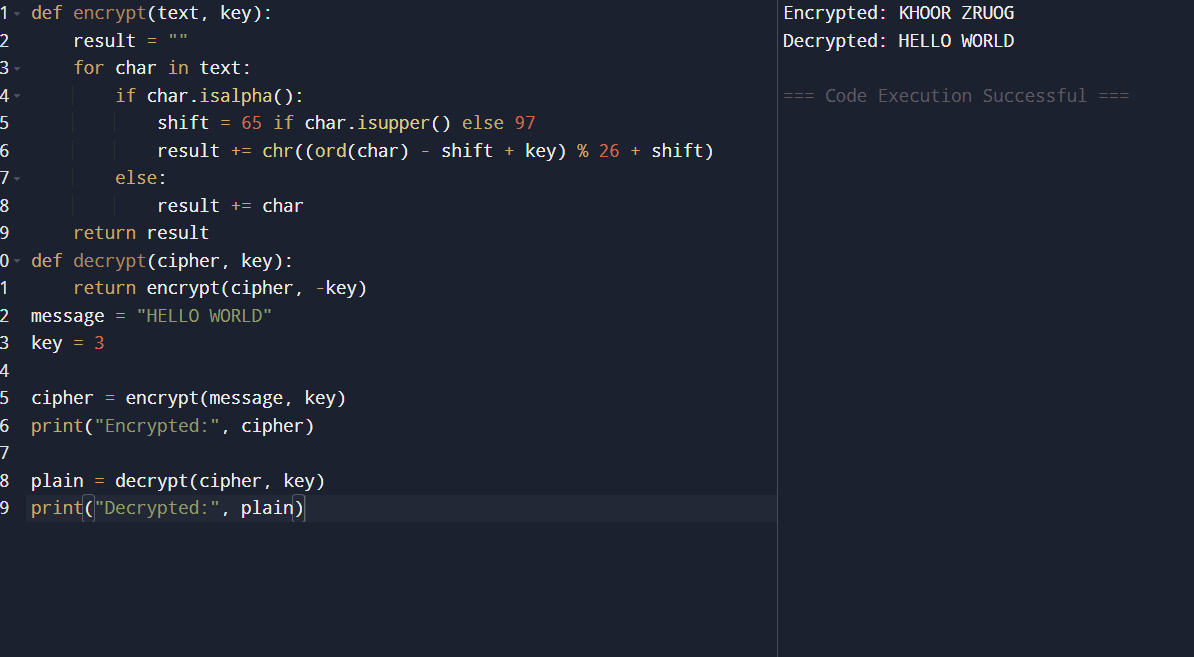 1 def encrypt(text, key):
2     result = ""
3     for char in text:
4         if char.isalpha():
5             shift = 65 if char.isupper() else 97
6             result += chr((ord(char) - shift + key) % 26 + shift)
7         else:
8             result += char
9     return result
0 def decrypt(cipher, key):
1     return encrypt(cipher, -key)
2 message = "HELLO WORLD"
3 key = 3
4
5 cipher = encrypt(message, key)
6 print("Encrypted:", cipher)
7
8 plain = decrypt(cipher, key)
9 print("Decrypted:", plain)
Encrypted: KHOOR ZRUOG
Decrypted: HELLO WORLD
=== Code Execution Successful ===